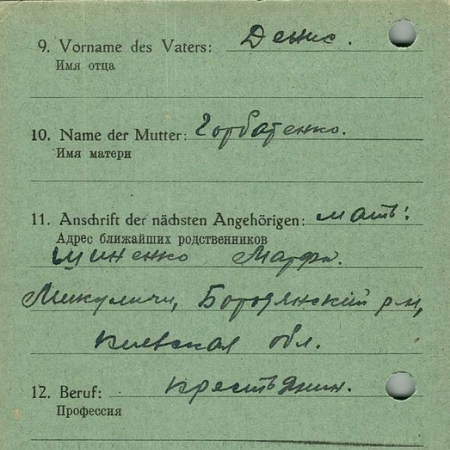 9. Vorname des Vaters: Денис.
Имя отца
10. Name der Mutter: Горбатенко.
Имя матери
11. Anschrift der nächsten Angehörigen: мать:
Адрес ближайших родственников
Шиненко Марфа.
Микуличи, Бородянский р-н,
Киевская обл.
12. Beruf: крестьянин.
Профессия